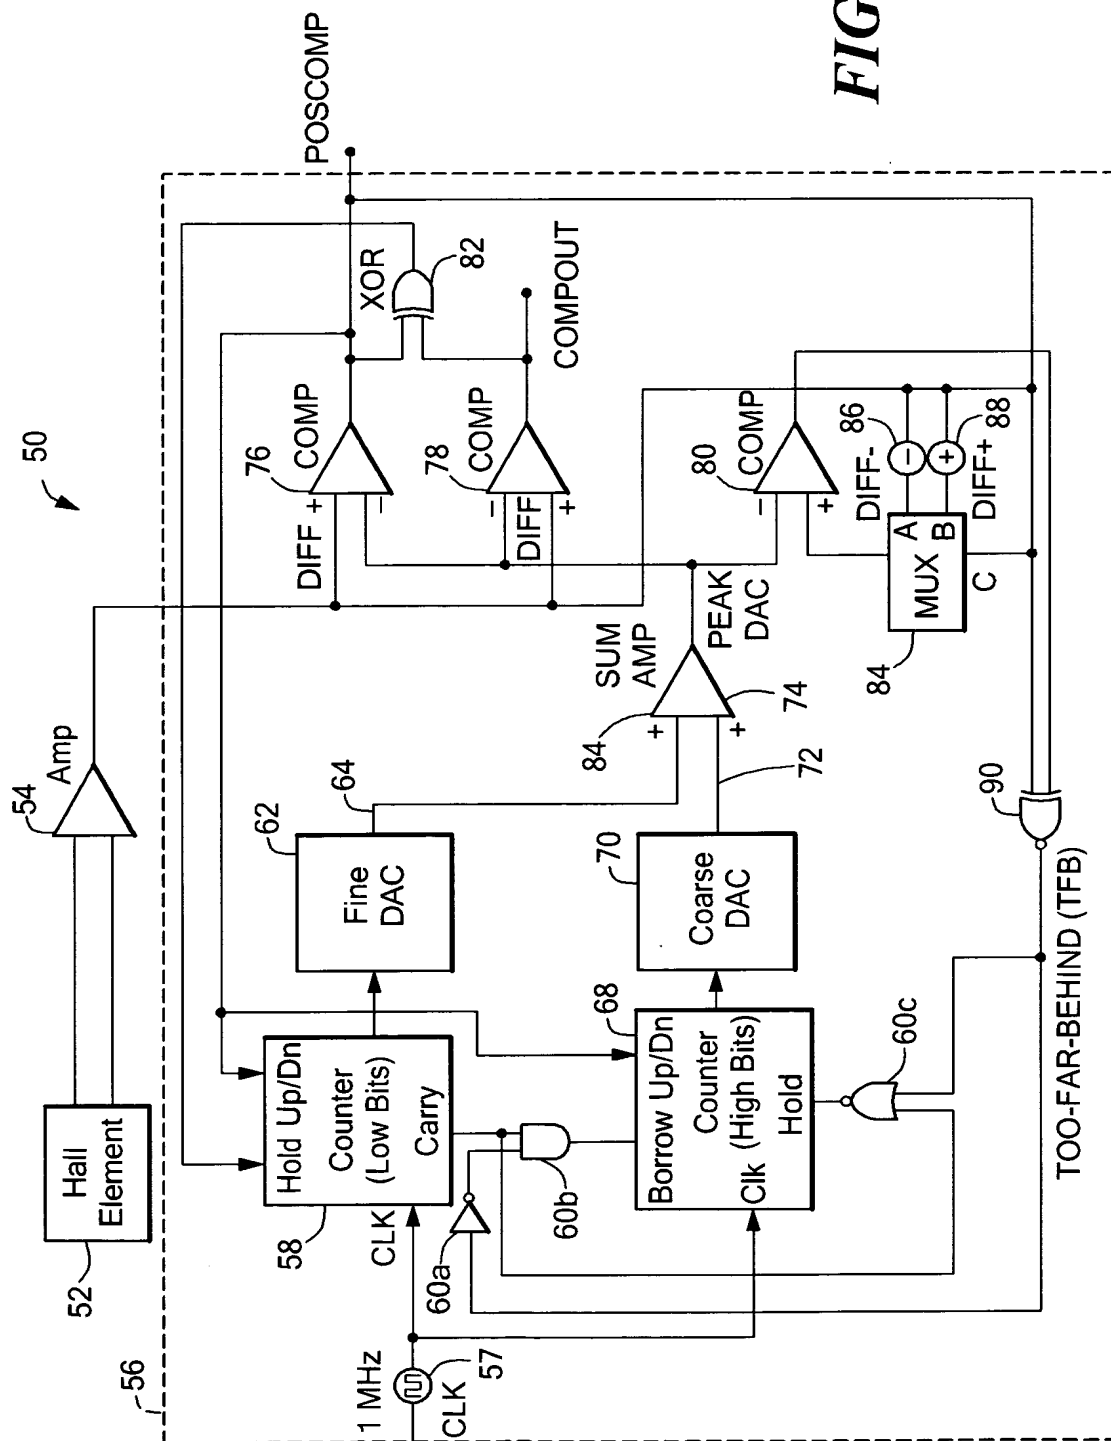 50
FIG
52
Hall
Element
54
Amp
56
1 MHz
CLK
57
POSCOMP
58
CLK
Hold Up/Dn
Counter
(Low Bits)
Carry
62
Fine
DAC
64
DIFF
+
–
76
COMP
XOR
82
–
DIFF
+
78
COMP
COMPOUT
60a
60b
68
Borrow Up/Dn
Counter
Clk (High Bits)
Hold
60c
70
Coarse
DAC
72
SUM
AMP
84
+
+
74
PEAK
DAC
–
+
80
COMP
84
MUX
A
B
C
DIFF-
–
86
DIFF+
+
88
90
TOO-FAR-BEHIND (TFB)